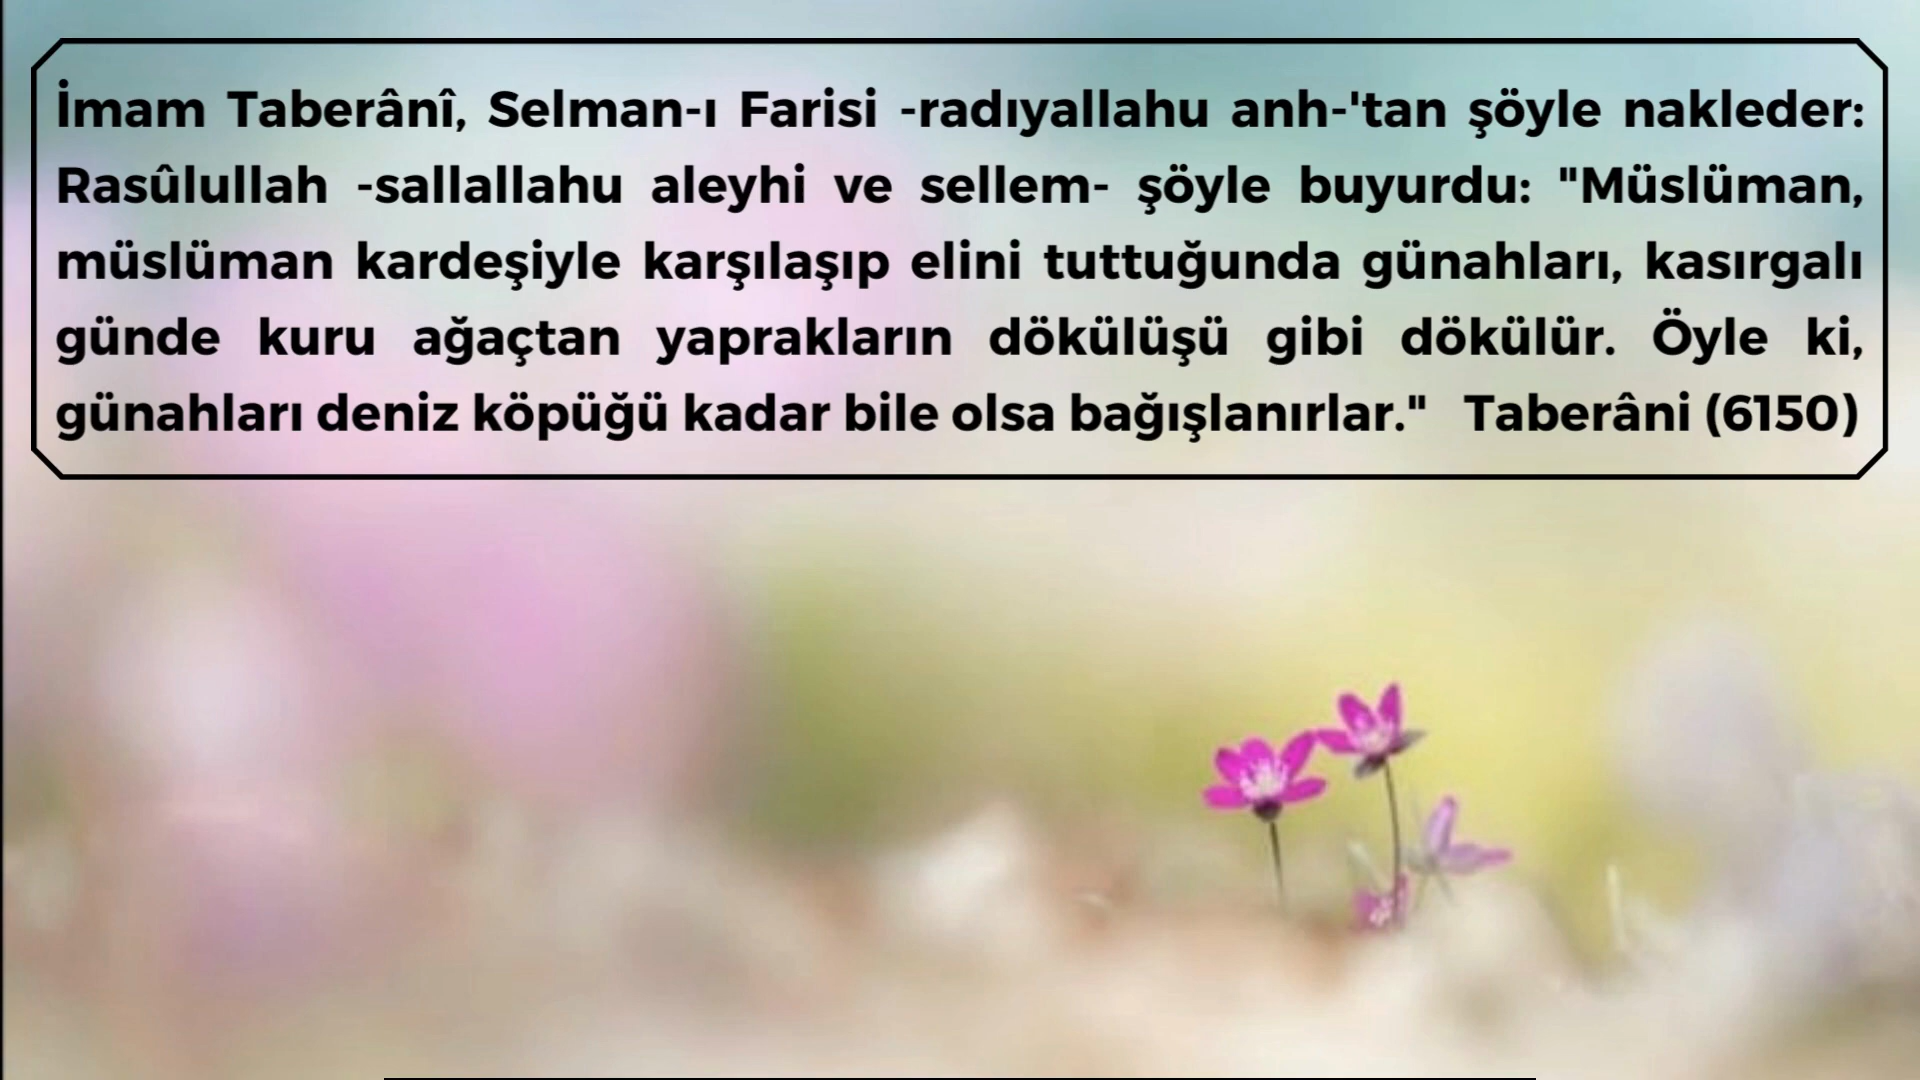 İmam Taberânî, Selman-ı Farisi -radıyallahu anh-'tan şöyle nakleder:
Rasûlullah -sallallahu aleyhi ve sellem- şöyle buyurdu: "Müslüman,
müslüman kardeşiyle karşılaşıp elini tuttuğunda günahları, kasırgalı
günde kuru ağaçtan yaprakların dökülüşü gibi dökülür. Öyle ki,
günahları deniz köpüğü kadar bile olsa bağışlanırlar." Taberâni (6150)